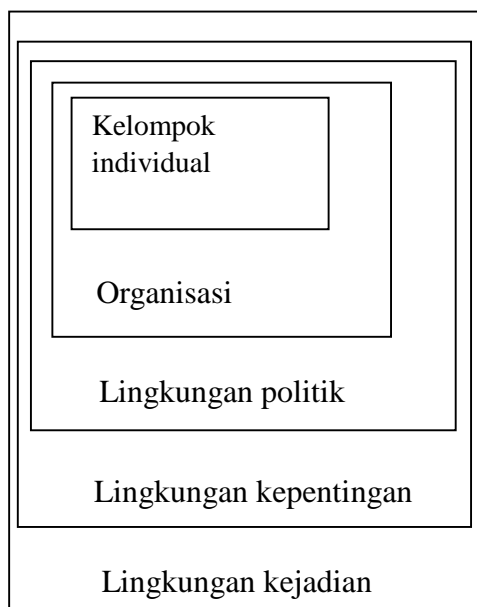 Kelompok
individual
Organisasi
Lingkungan politik
Lingkungan kepentingan
Lingkungan kejadian